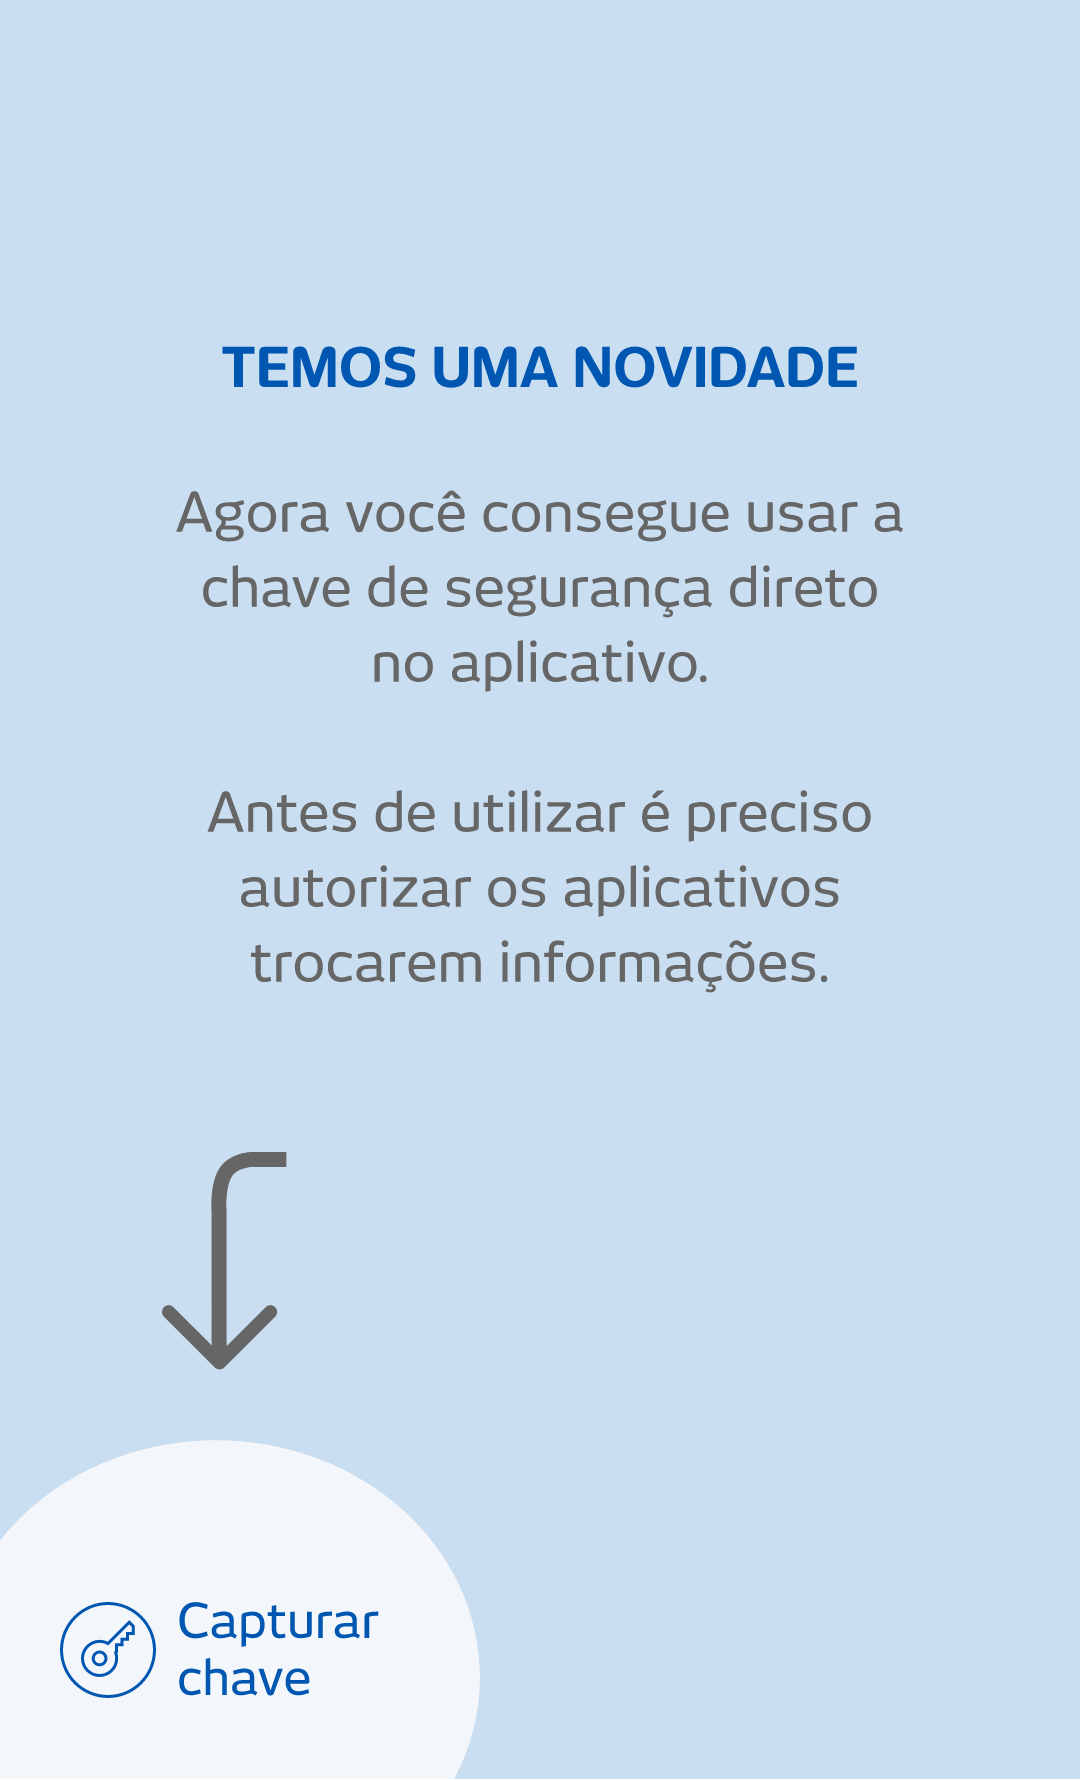 TEMOS UMA NOVIDADE
Agora você consegue usar a
chave de segurança direto
no aplicativo.
Antes de utilizar é preciso
autorizar os aplicativos
trocarem informações.
Capturar
chave